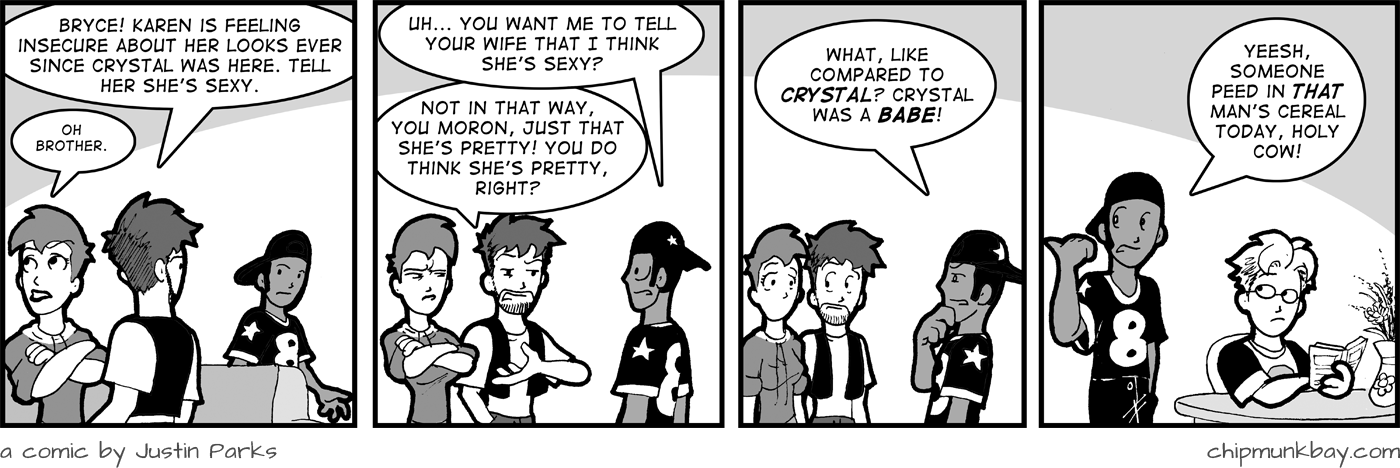 BRYCE! KAREN IS FEELING
INSECURE ABOUT HER LOOKS EVER
SINCE CRYSTAL WAS HERE. TELL
HER SHE'S SEXY.
OH
BROTHER.
UH... YOU WANT ME TO TELL
YOUR WIFE THAT I THINK
SHE'S SEXY?
NOT IN THAT WAY,
YOU MORON, JUST THAT
SHE'S PRETTY! YOU DO
THINK SHE'S PRETTY,
RIGHT?
WHAT, LIKE
COMPARED TO
CRYSTAL? CRYSTAL
WAS A BABE!
YEESH,
SOMEONE
PEED IN THAT
MAN'S CEREAL
TODAY, HOLY
COW!
8
8
a comic by Justin Parks
chipmunkbay.com